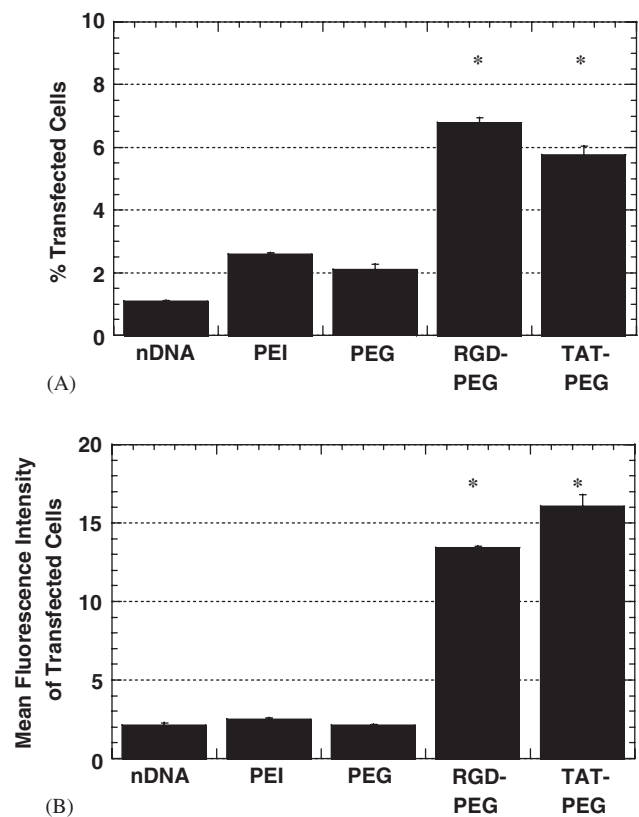 10
*
*
8
6
4
2
0
% Transfected Cells
nDNA PEI PEG RGD-PEG TAT-PEG
(A)
20
*
*
15
10
5
0
Mean Fluorescence Intensity
of Transfected Cells
nDNA PEI PEG RGD-PEG TAT-PEG
(B)